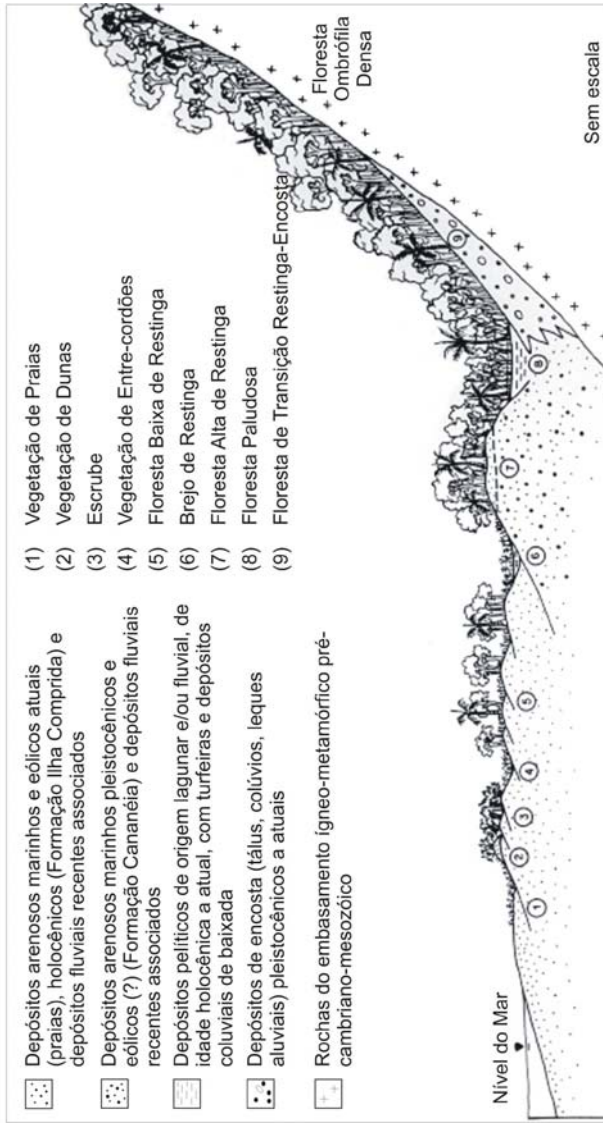 Depósitos arenosos marinhos e eólicos atuais
(praias), holocênicos (Formação Ilha Comprida) e
depósitos fluviais recentes associados
Depósitos arenosos marinhos pleistocênicos e
eólicos (?) (Formação Cananéia) e depósitos fluviais
recentes associados
Depósitos pelíticos de origem lagunar e/ou fluvial, de
idade holocênica a atual, com turfeiras e depósitos
coluviais de baixada
Depósitos de encosta (tálus, colúvios, leques
aluviais) pleistocênicos a atuais
Rochas do embasamento ígneo-metamórfico pré-
cambriano-mesozóico
(1) Vegetação de Praias
(2) Vegetação de Dunas
(3) Escrube
(4) Vegetação de Entre-cordões
(5) Floresta Baixa de Restinga
(6) Brejo de Restinga
(7) Floresta Alta de Restinga
(8) Floresta Paludosa
(9) Floresta de Transição Restinga-Encosta
Floresta
Ombrófila
Densa
Nível do Mar
1
2
3
4
5
6
7
8
9
Sem escala